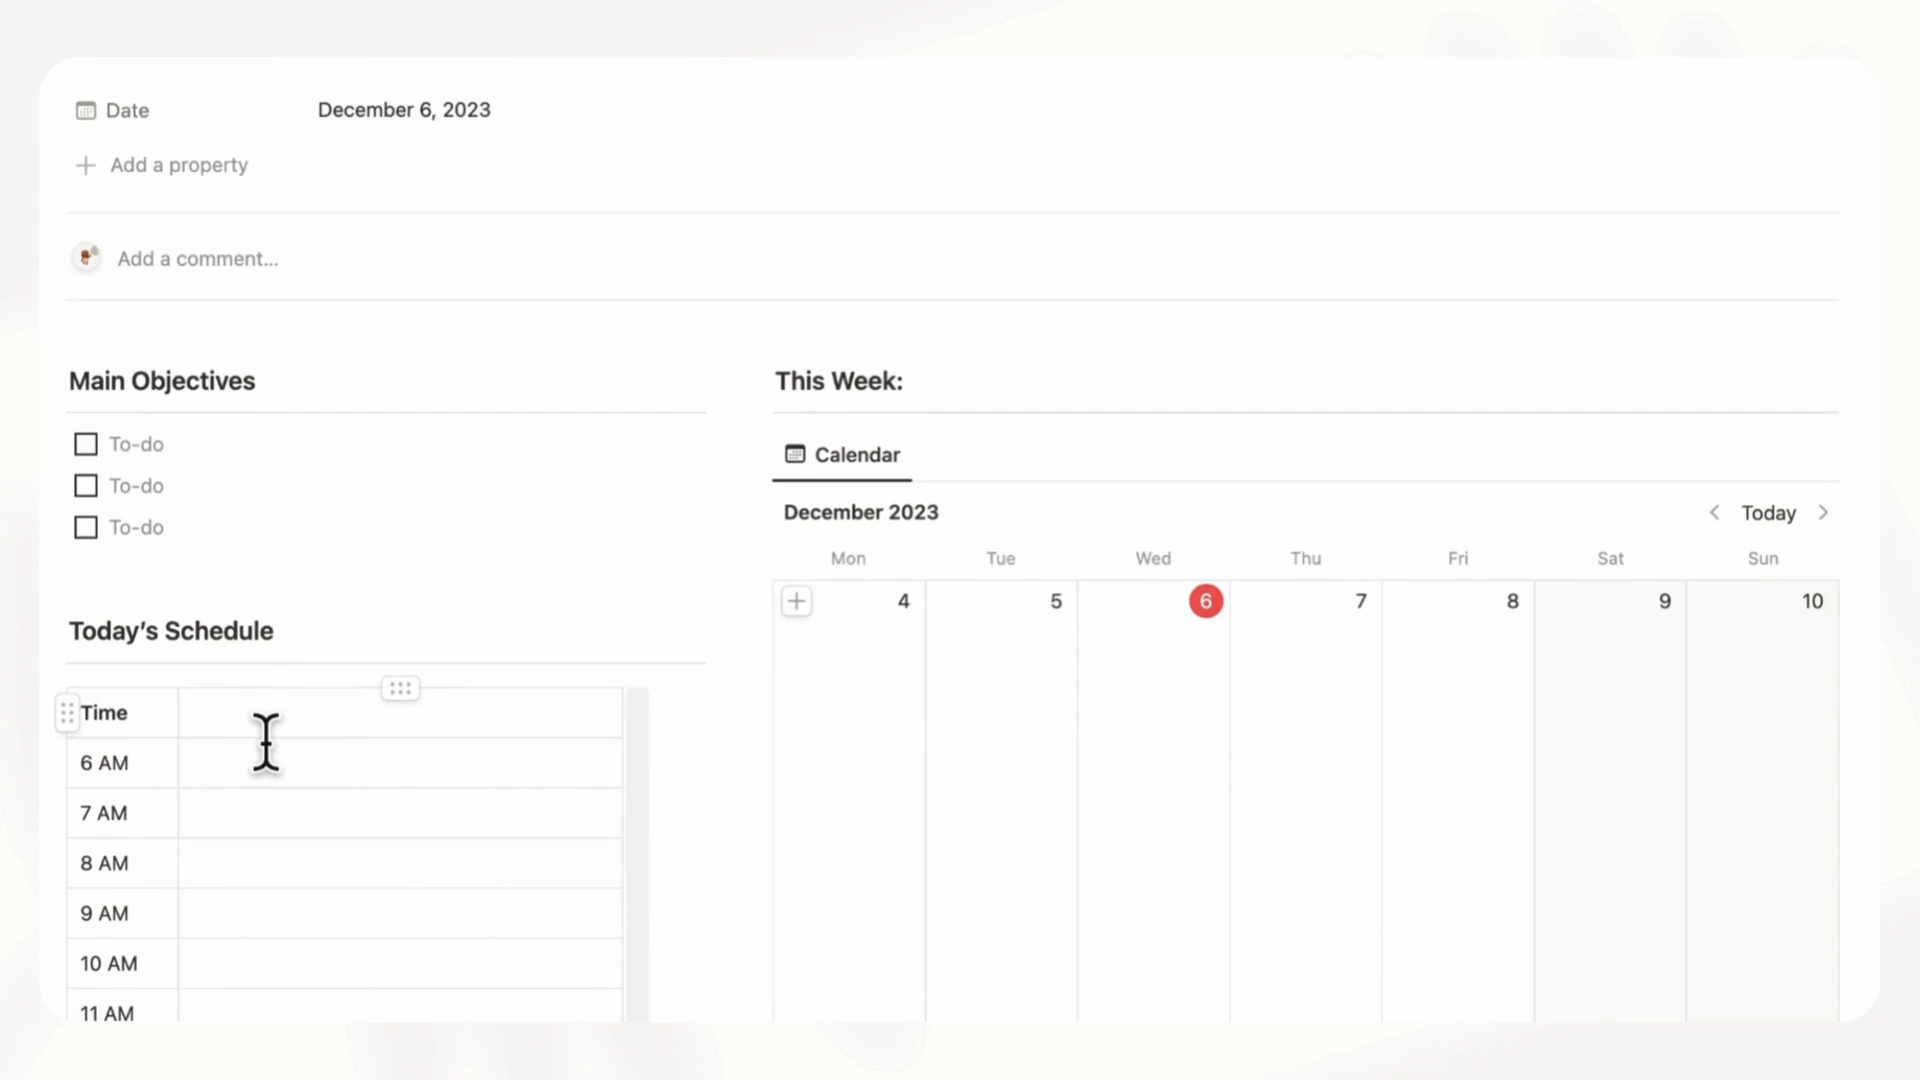 Date December 6, 2023
Add a property
Add a comment...
Main Objectives
To-do
To-do
To-do
Today's Schedule
Time
6 AM
7 AM
8 AM
9 AM
10 AM
11 AM
This Week:
Calendar
December 2023 Today
Mon Tue Wed Thu Fri Sat Sun
4 5 6 7 8 9 10